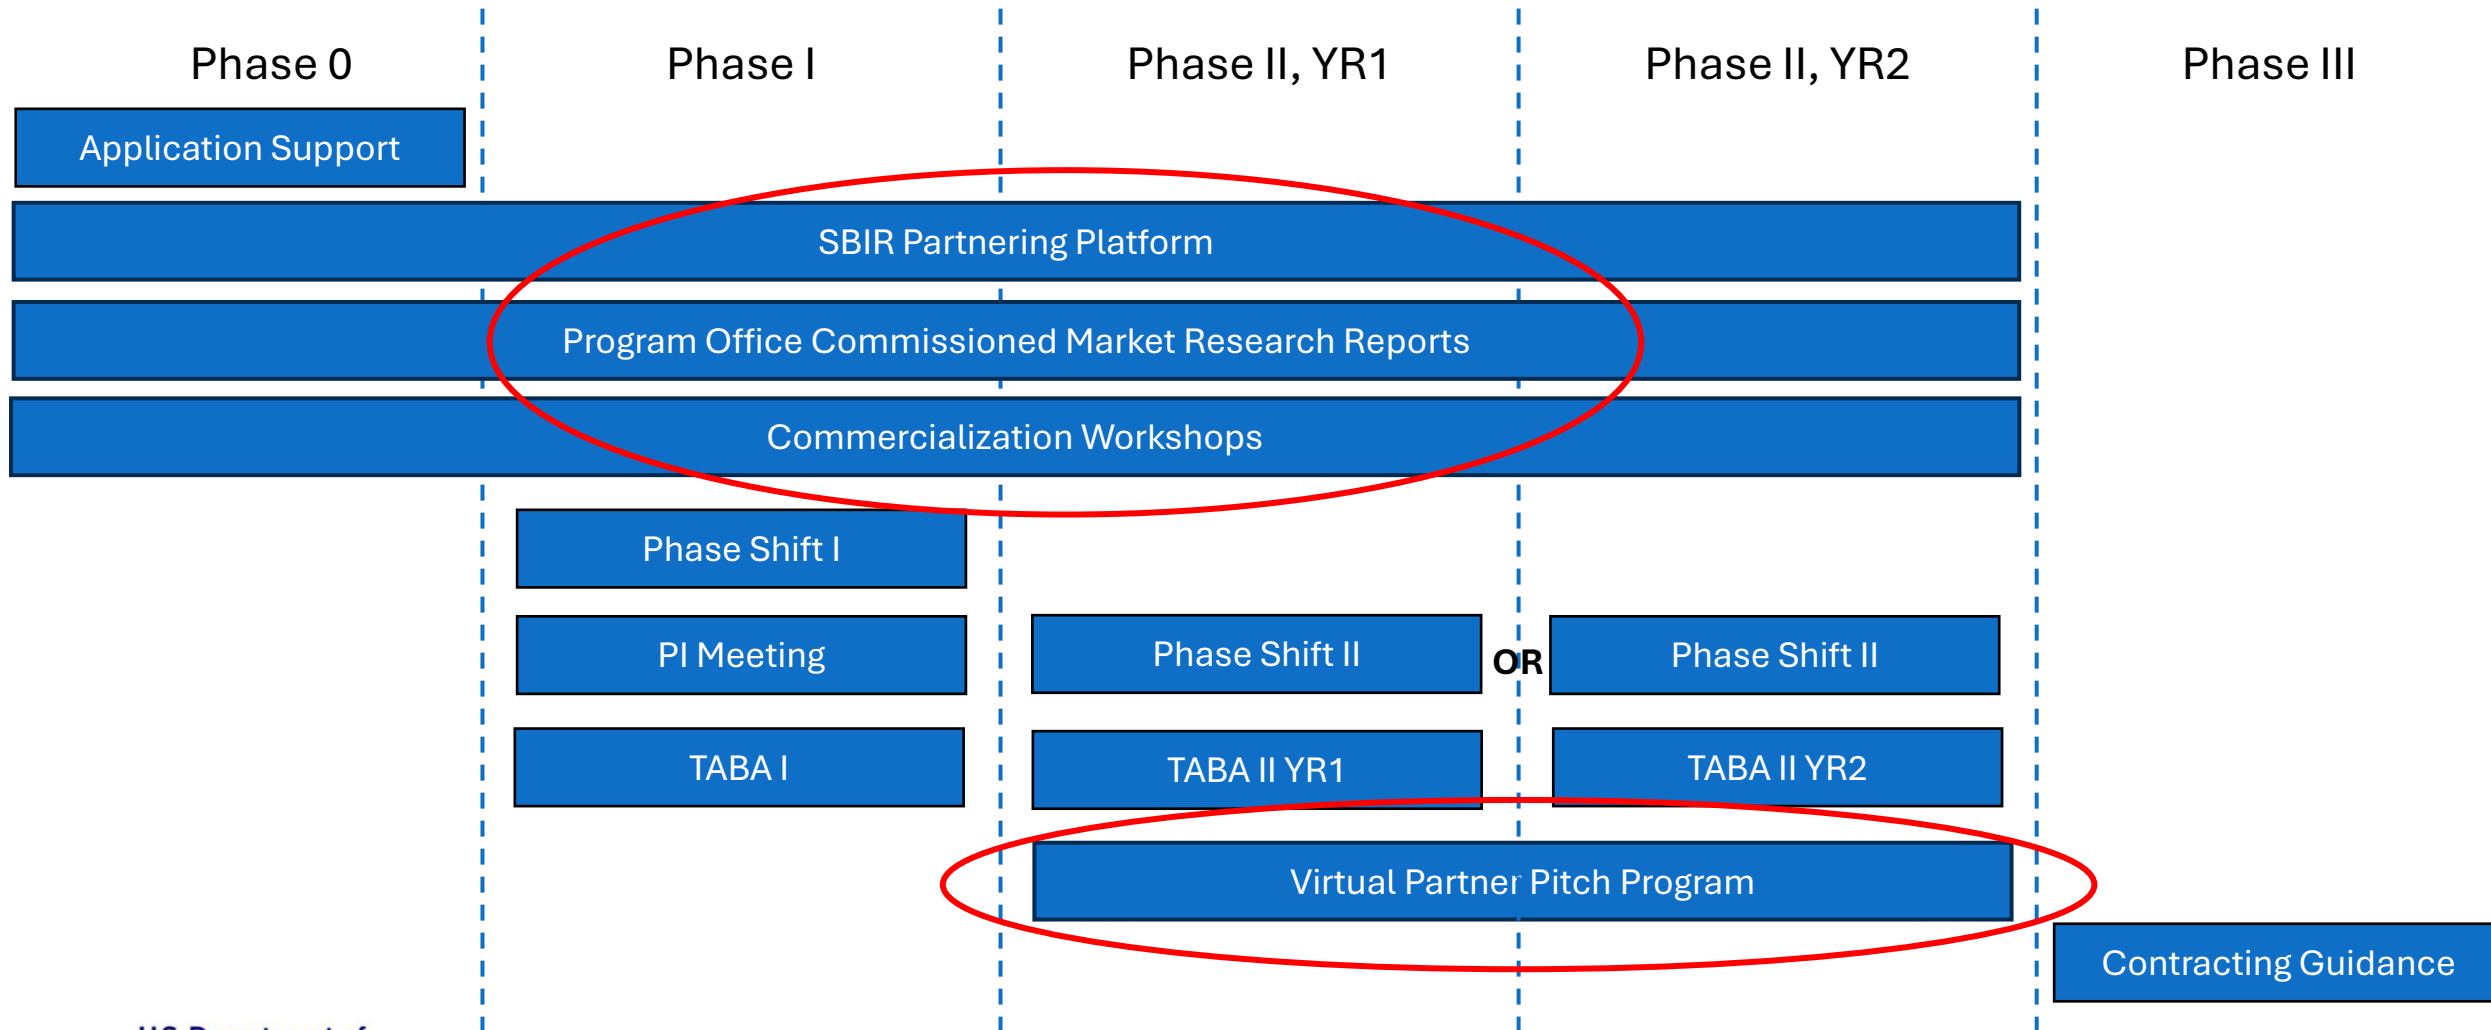 Phase 0
Phase I
Phase II, YR1
Phase II, YR2
Phase III
Application Support
SBIR Partnering Platform
Program Office Commissioned Market Research Reports
Commercialization Workshops
Phase Shift I
PI Meeting
Phase Shift II
OR
Phase Shift II
TABA I
TABA II YR1
TABA II YR2
Virtual Partner Pitch Program
Contracting Guidance